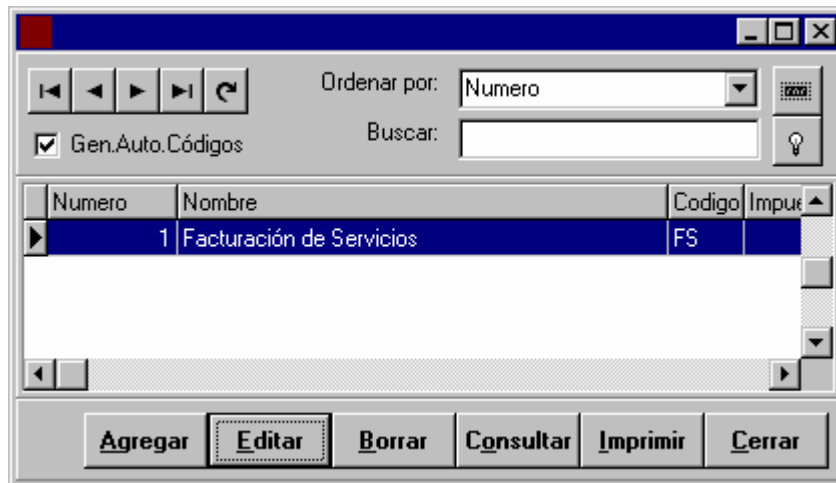 Ordenar por: Numero
Gen.Auto.Códigos Buscar:
Numero Nombre Codigo Impue
1 Facturación de Servicios FS
Agregar Editar Borrar Consultar Imprimir Cerrar